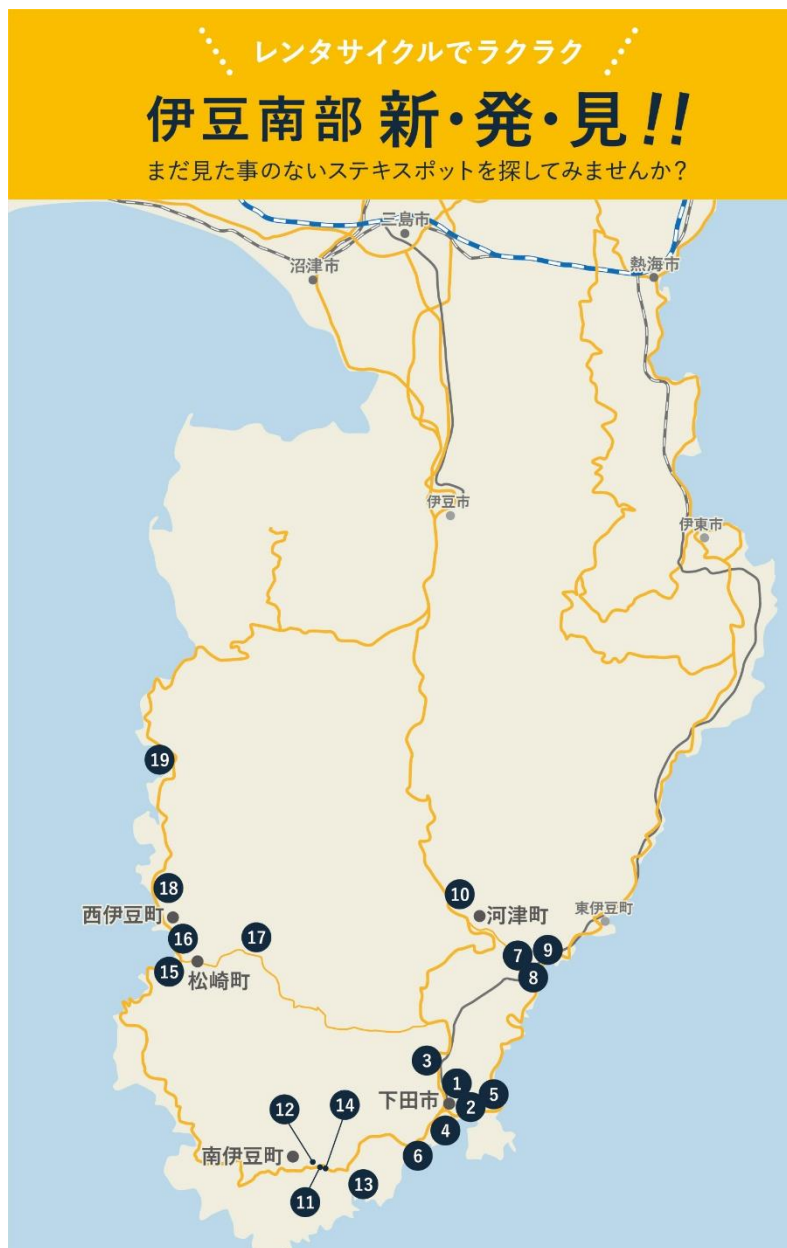 レンタサイクルでラクラク
伊豆南部 新・発・見!!
まだ見た事のないステキスポットを探してみませんか?
三島市
沼津市
熱海市
伊豆市
伊東市
19
18
西伊豆町
16
17
15
松崎町
10
河津町
東伊豆町
7
9
8
3
1
5
下田市
2
4
12
14
南伊豆町
6
13
11